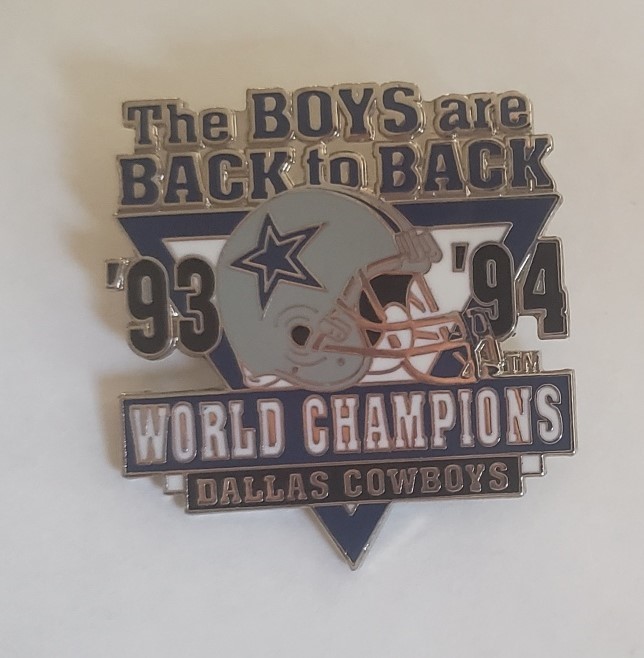 The BOYS are
BACK to BACK
'93 '94
TM
WORLD CHAMPIONS
DALLAS COWBOYS